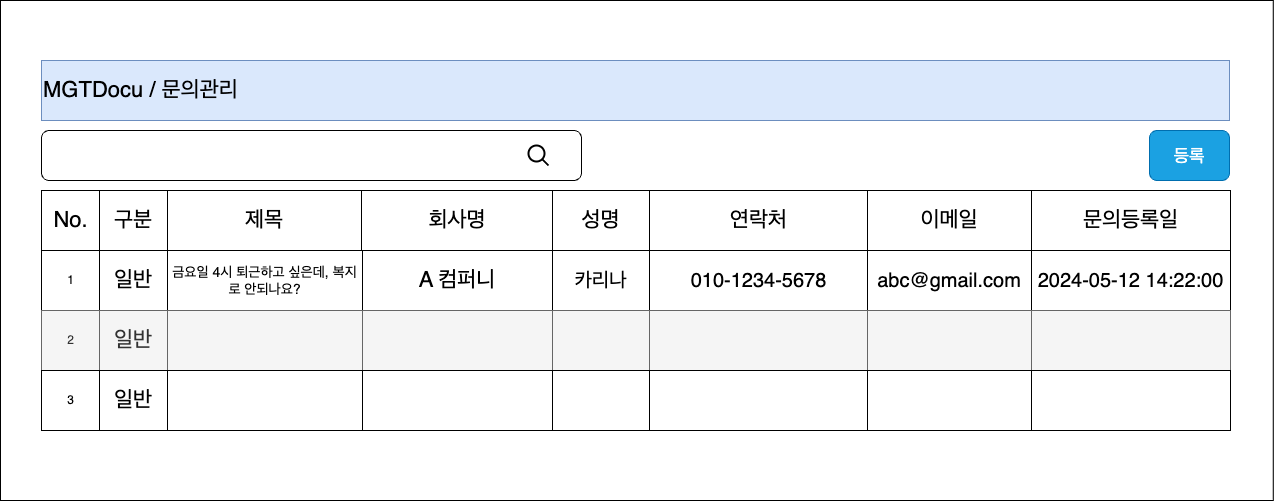 MGTDocu / 문의관리
등록
No. 구분 제목 회사명 성명 연락처 이메일 문의등록일
1 일반 금요일 4시 퇴근하고 싶은데, 복지
로 안되나요? A 컴퍼니 카리나 010-1234-5678 abc@gmail.com 2024-05-12 14:22:00
2 일반
3 일반